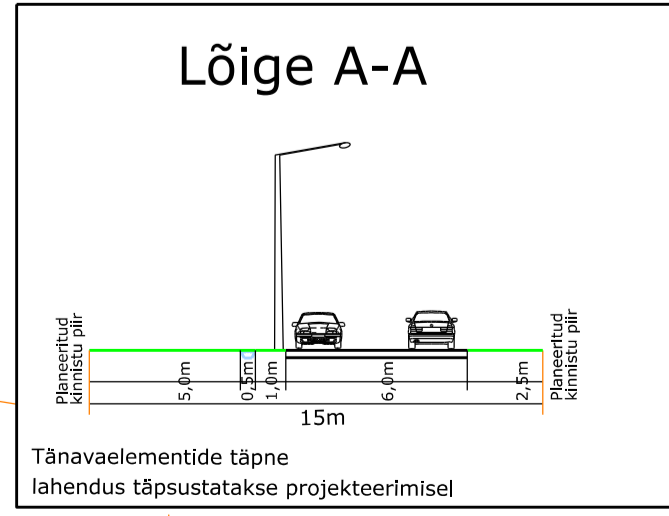 Lõige A-A
Planeeritud
kinnistu piir
5,0m
0,5m
1,0m
6,0m
2,5m
Planeeritud
kinnistu piir
15m
Tänavaelementide täpne
lahendus täpsustatakse projekteerimisel